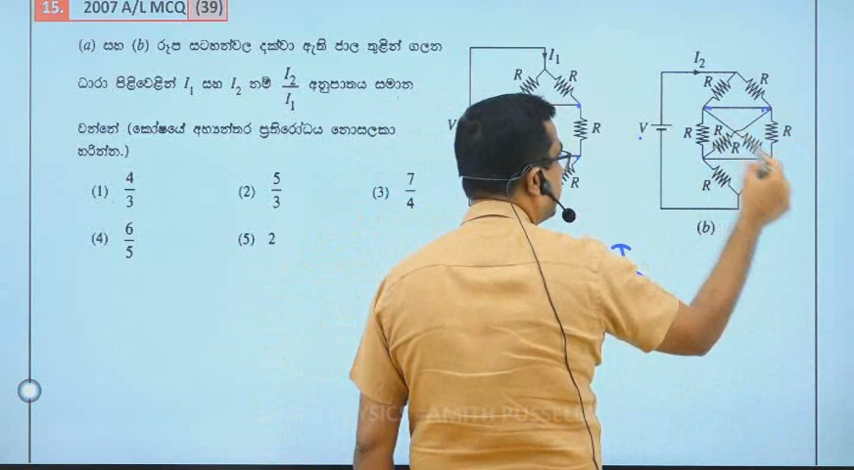 15. 2007 A/L MCQ (39)
(a) සහ (b) රූප සටහන්වල දක්වා ඇති ජාල තුළින් ගලන
ධාරා පිළිවෙළින් I₁ සහ I₂ නම් I₂/I₁ අනුපාතය සමාන
වන්නේ (කෝෂයේ අභ්‍යන්තර ප්‍රතිරෝධය නොසලකා
හරින්න.)
(1) 4/3 (2) 5/3 (3) 7/4
(4) 6/5 (5) 2
I₁
R R
V
R
R
I₂
R R
V R R R R
R
(b)
AMITH PUSSELLA